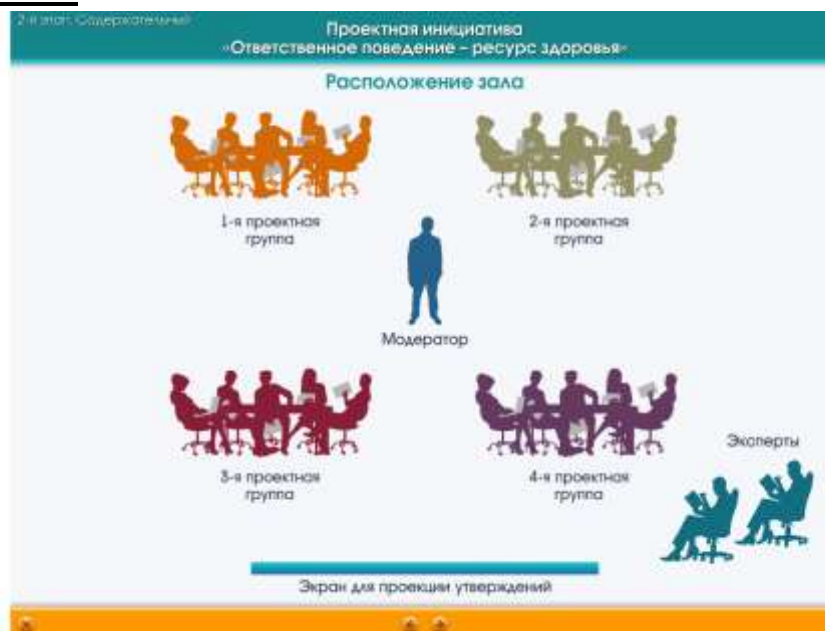 2-й этап. Содержательный
Проектная инициатива
«Ответственное поведение – ресурс здоровья»
Расположение зала
1-я проектная
группа
2-я проектная
группа
Модератор
3-я проектная
группа
4-я проектная
группа
Эксперты
Экран для проекции утверждений